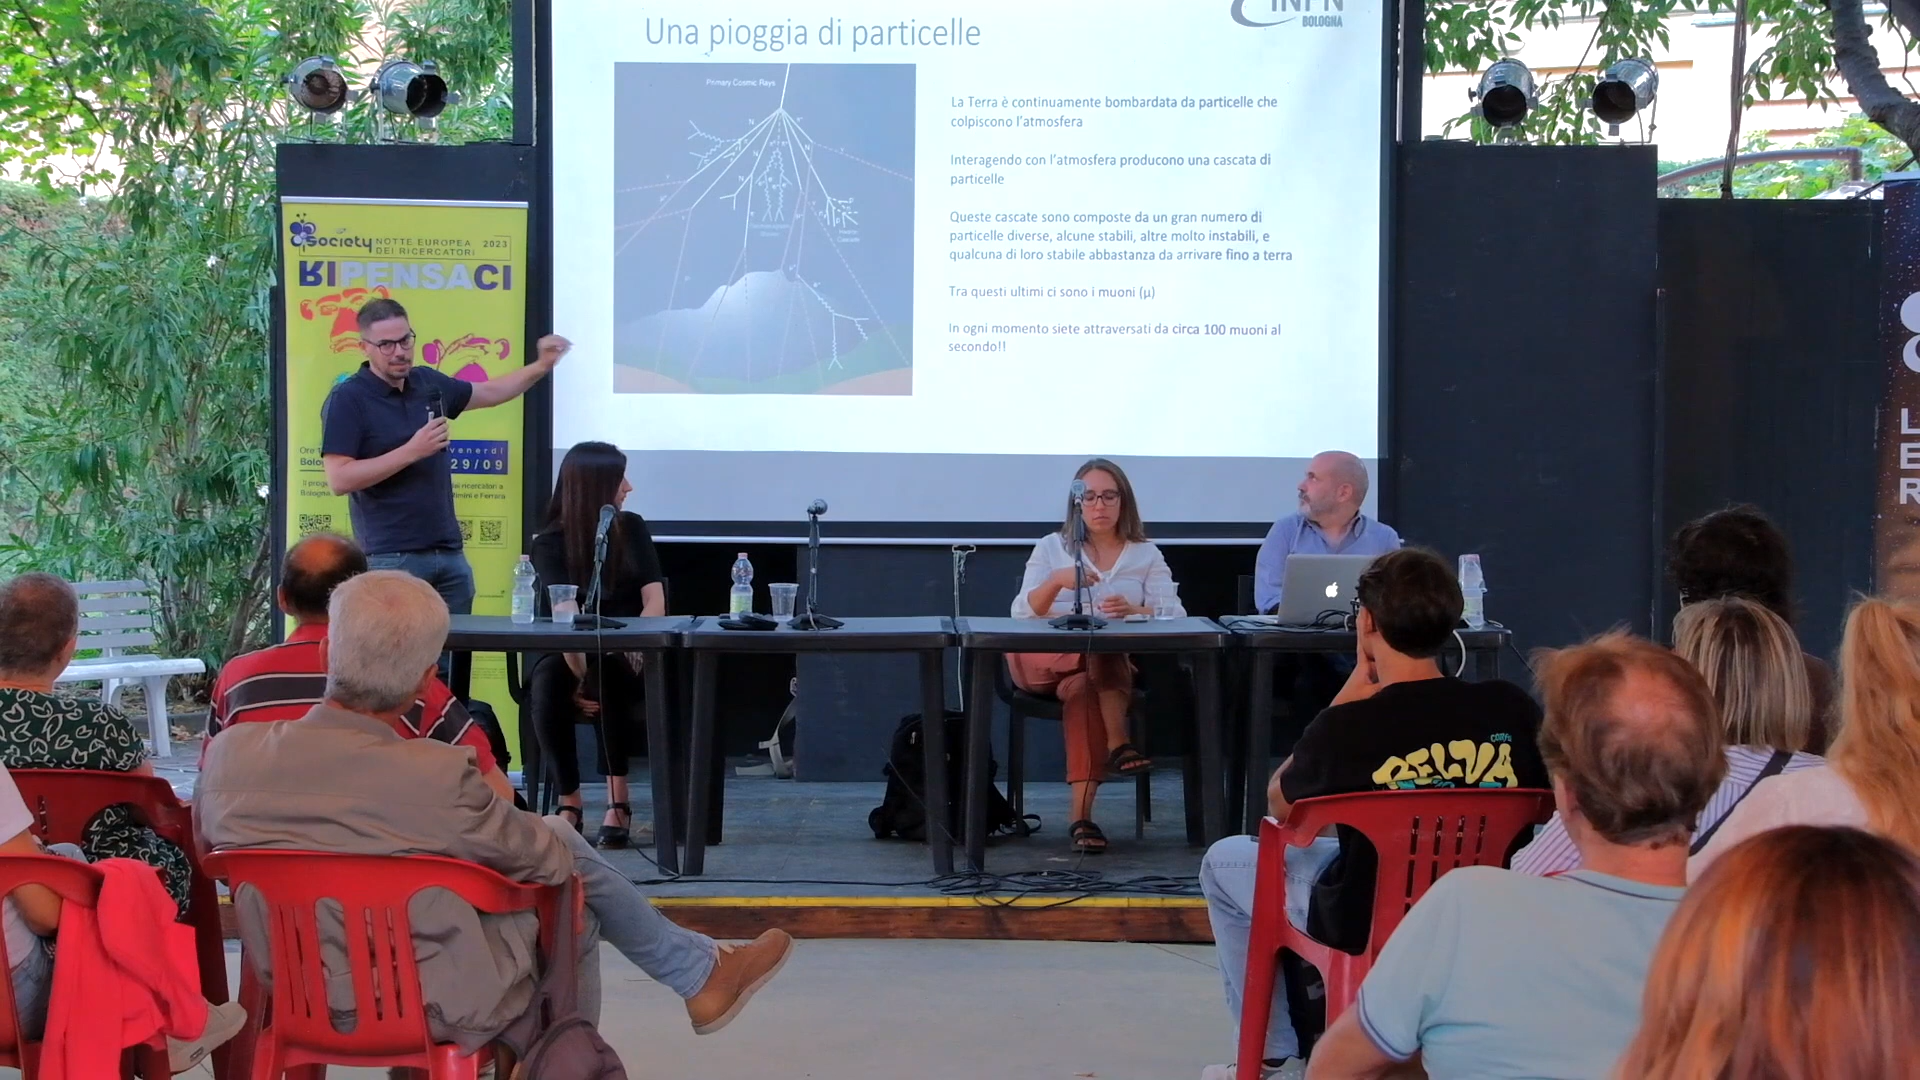 Una pioggia di particelle
INFN
BOLOGNA
Primary Cosmic Rays
La Terra è continuamente bombardata da particelle che
colpiscono l'atmosfera
Interagendo con l'atmosfera producono una cascata di
particelle
Queste cascate sono composte da un gran numero di
particelle diverse, alcune stabili, altre molto instabili, e
qualcuna di loro stabile abbastanza da arrivare fino a terra
Tra questi ultimi ci sono i muoni (μ)
In ogni momento siete attraversati da circa 100 muoni al
secondo!!
society
NOTTE EUROPEA
DEI RICERCATORI
2023
RIPENSACI
venerdì
29/09
Rimini e Ferrara
L
E
R